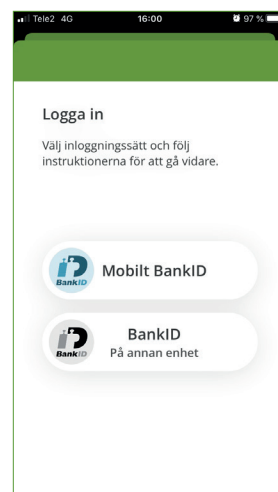 Tele2 4G 16:00 97 %
Logga in
Välj inloggningssätt och följ
instruktionerna för att gå vidare.
BankID
Mobilt BankID
BankID
BankID
På annan enhet